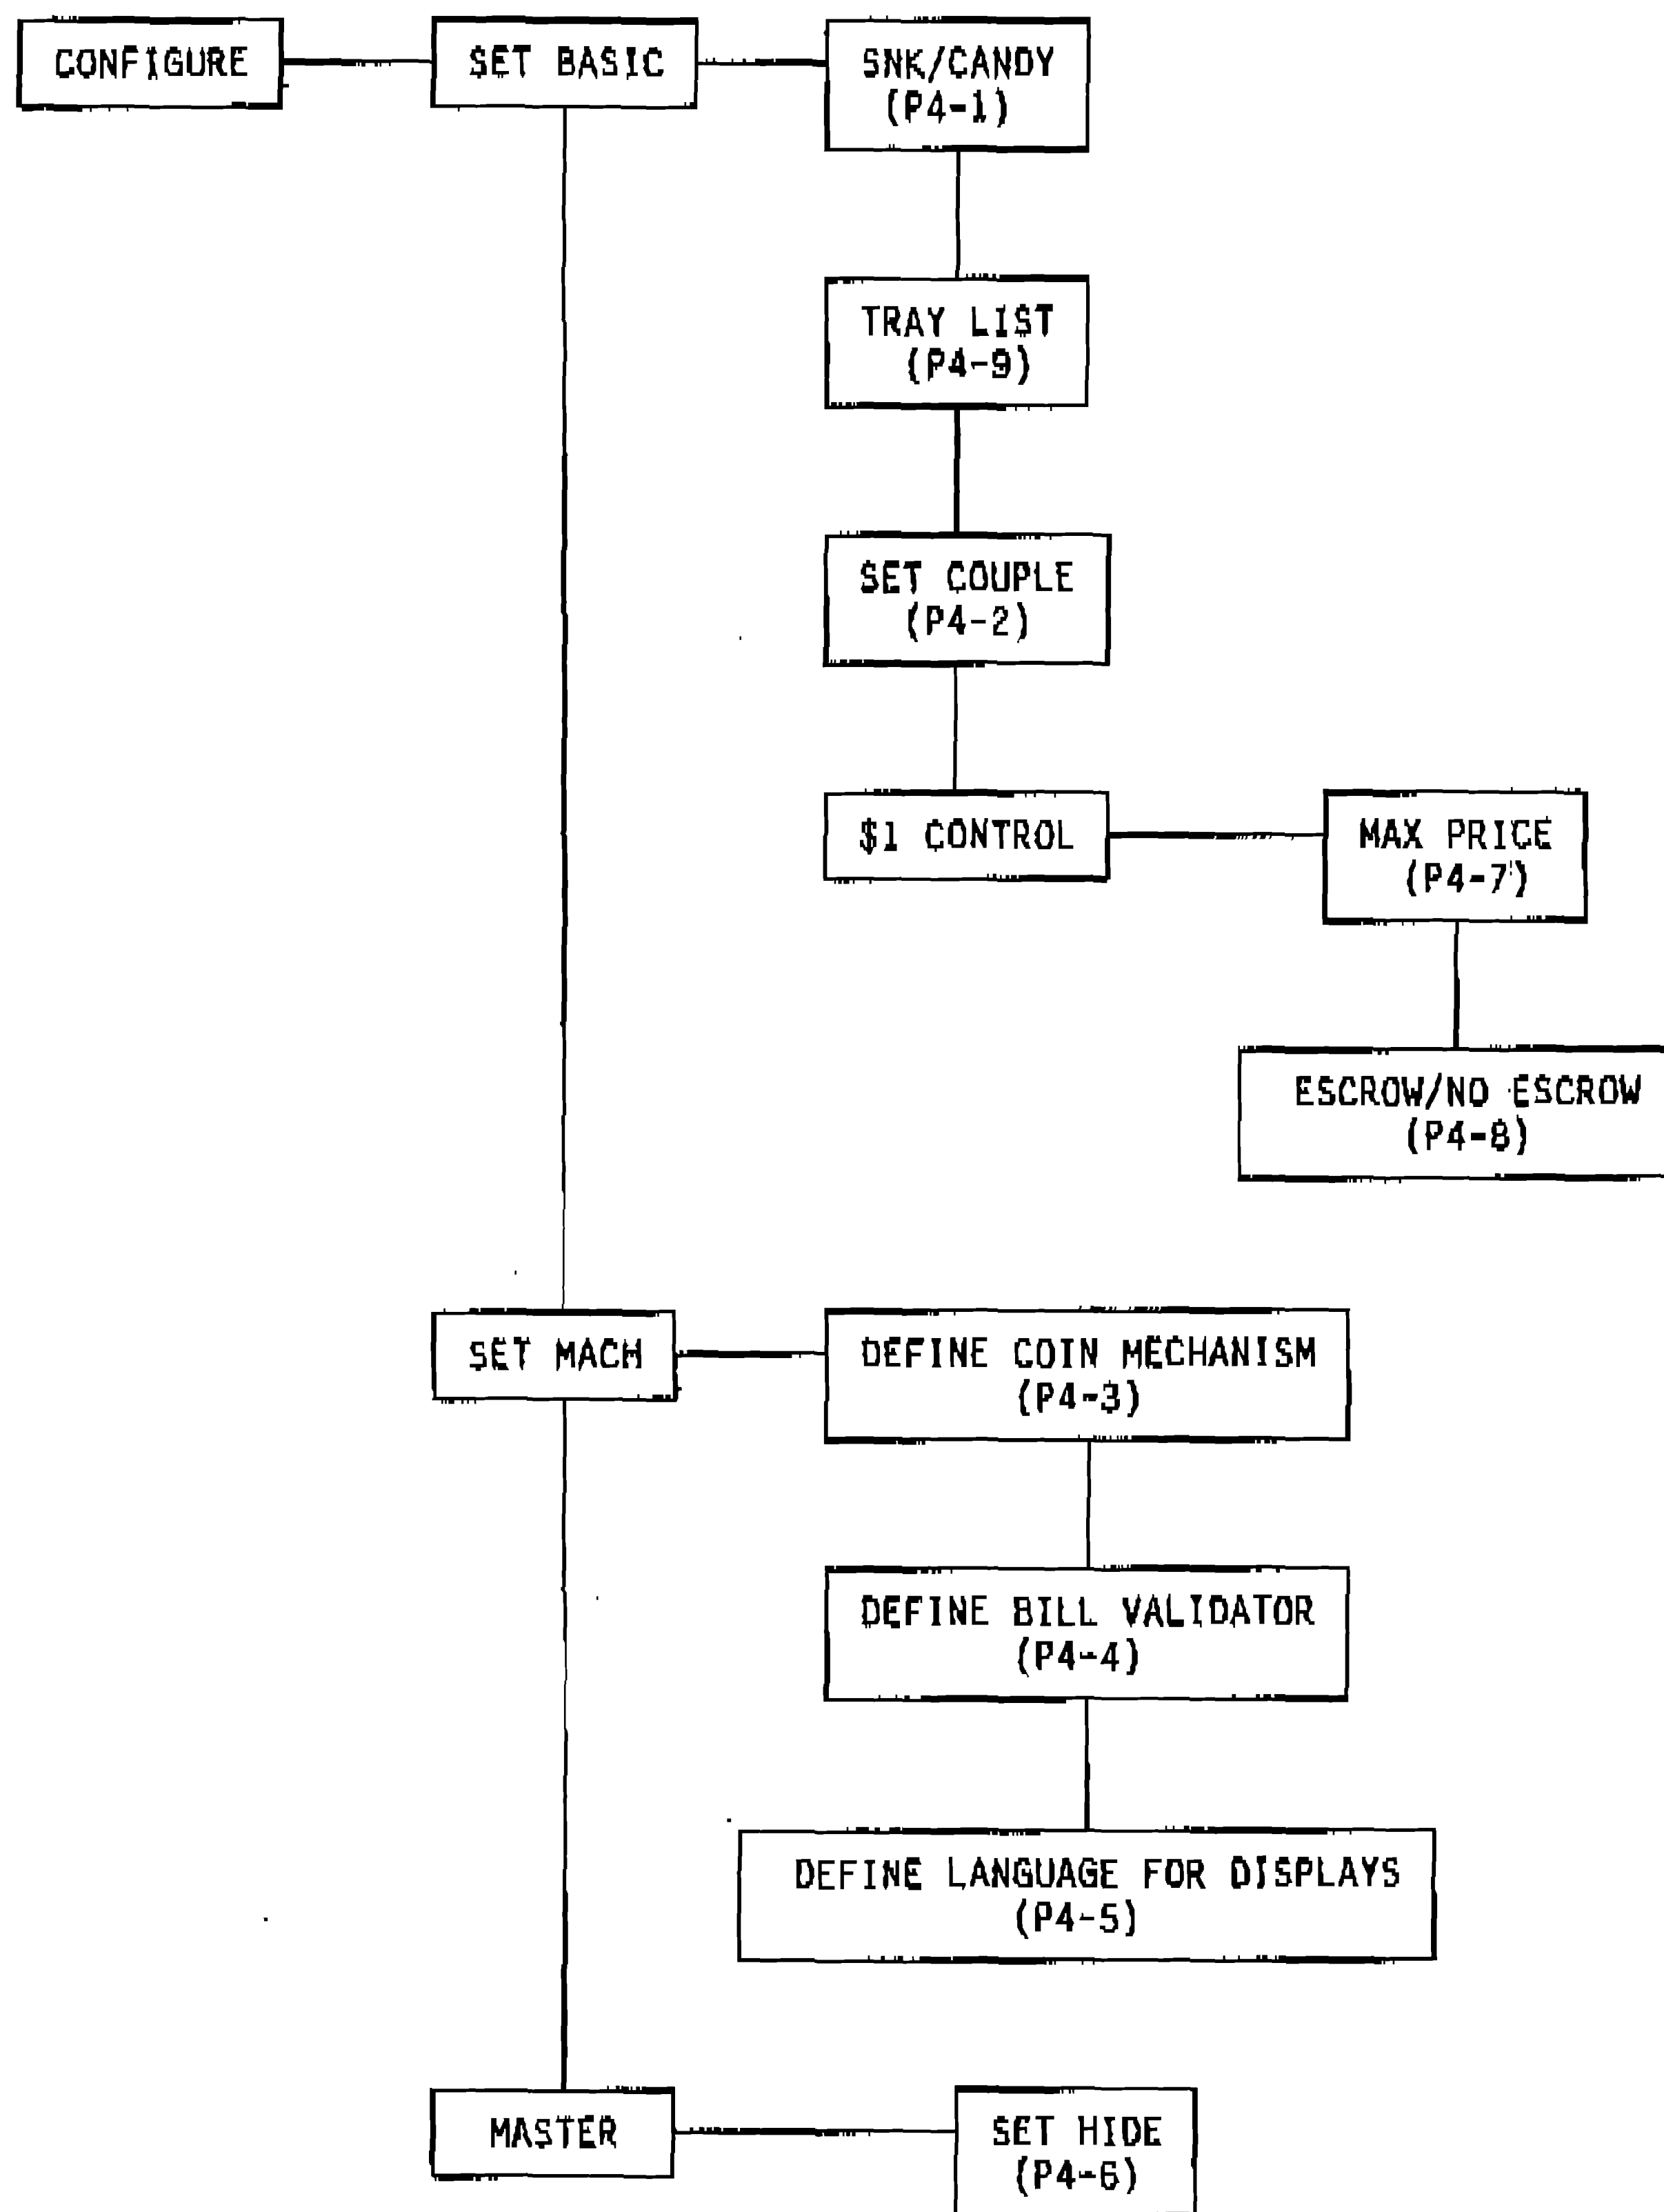 CONFIGURE
SET BASIC
SNK/CANDY
(P4-1)
TRAY LIST
(P4-9)
SET COUPLE
(P4-2)
$1 CONTROL
MAX PRICE
(P4-7)
ESCROW/NO ESCROW
(P4-8)
SET MACH
DEFINE COIN MECHANISM
(P4-3)
DEFINE BILL VALIDATOR
(P4-4)
DEFINE LANGUAGE FOR DISPLAYS
(P4-5)
MASTER
SET HIDE
(P4-6)